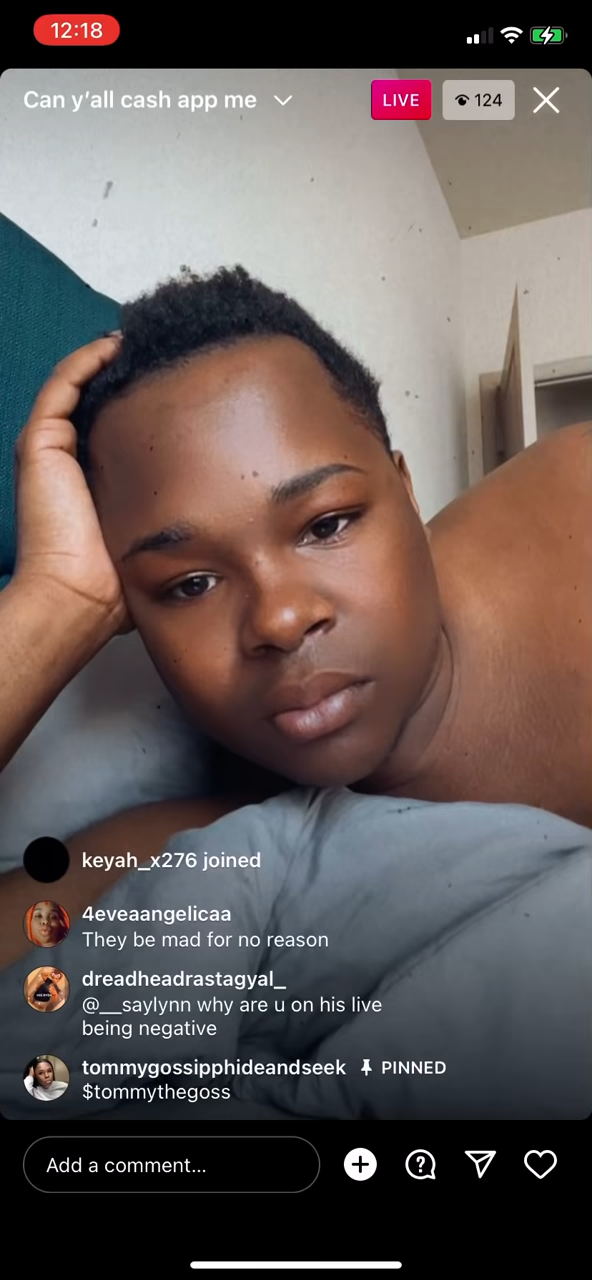 12:18
Can y’all cash app me
LIVE
124
keyah_x276 joined
4eveaangelicaa
They be mad for no reason
dreadheadrastagyal_
@__saylynn why are u on his live
being negative
tommygossipphideandseek PINNED
$tommythegoss
Add a comment...